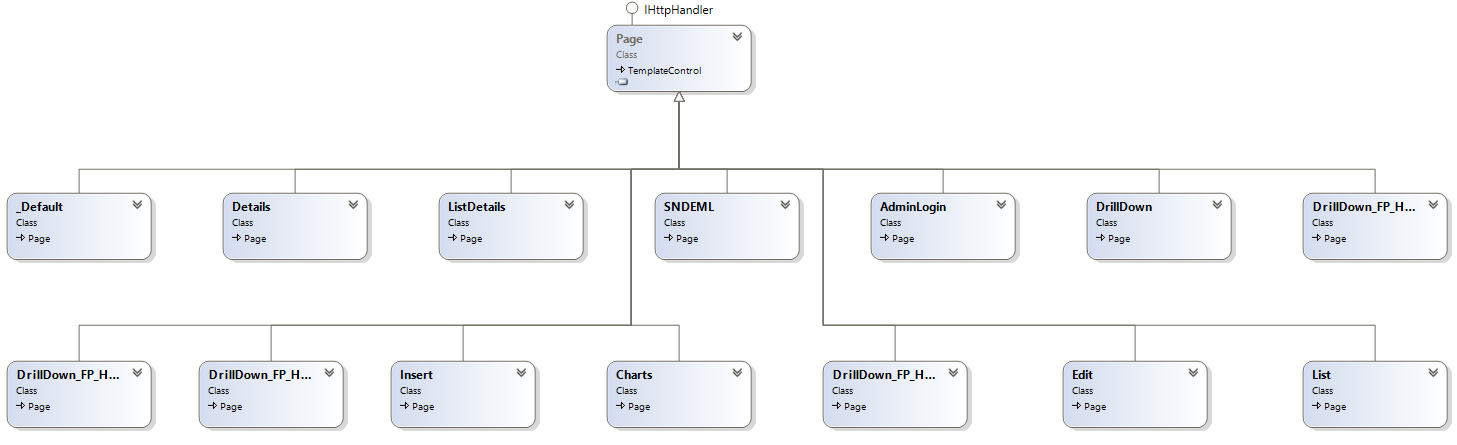 IHttpHandler
Page
Class
TemplateControl
_Default
Class
Page
Details
Class
Page
ListDetails
Class
Page
SNDEML
Class
Page
AdminLogin
Class
Page
DrillDown
Class
Page
DrillDown_FP_H...
Class
Page
DrillDown_FP_H...
Class
Page
DrillDown_FP_H...
Class
Page
Insert
Class
Page
Charts
Class
Page
DrillDown_FP_H...
Class
Page
Edit
Class
Page
List
Class
Page